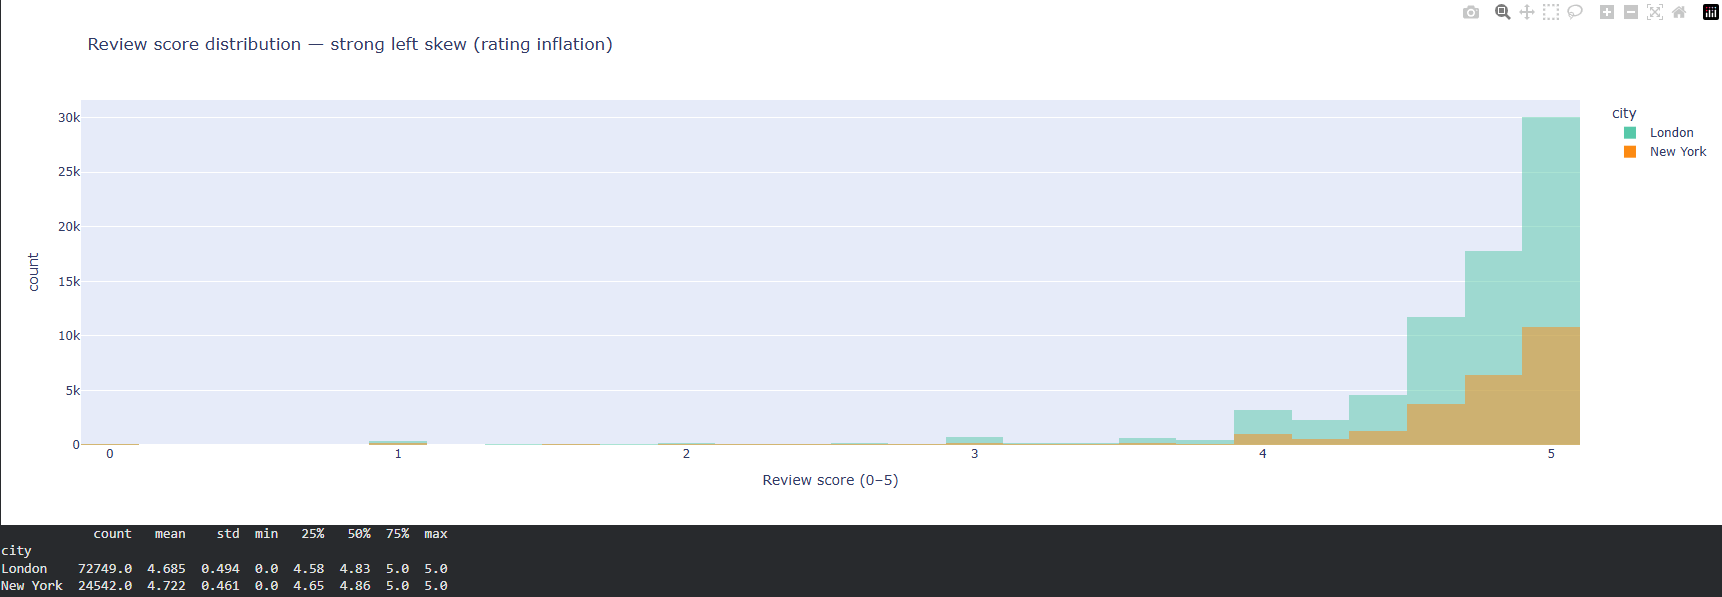 Review score distribution — strong left skew (rating inflation)
30k
25k
20k
15k
10k
5k
0
count
0 1 2 3 4 5
Review score (0–5)
city
London
New York
count mean std min 25% 50% 75% max
city
London 72749.0 4.685 0.494 0.0 4.58 4.83 5.0 5.0
New York 24542.0 4.722 0.461 0.0 4.65 4.86 5.0 5.0